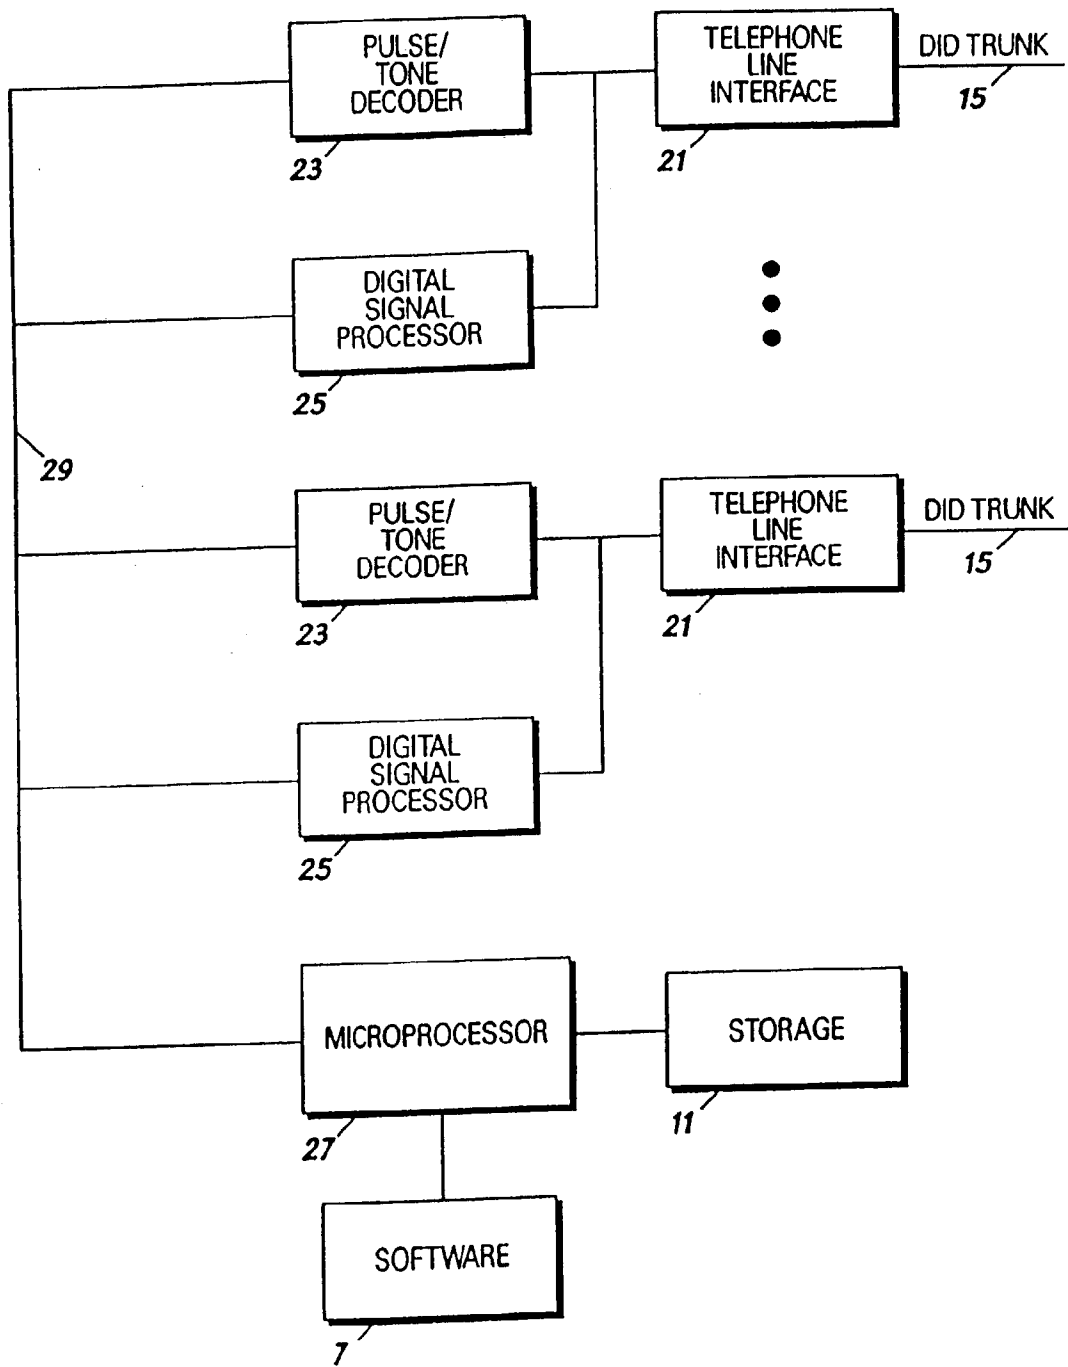 PULSE/
TONE
DECODER
23
TELEPHONE
LINE
INTERFACE
21
DID TRUNK
15
DIGITAL
SIGNAL
PROCESSOR
25
29
PULSE/
TONE
DECODER
23
TELEPHONE
LINE
INTERFACE
21
DID TRUNK
15
DIGITAL
SIGNAL
PROCESSOR
25
MICROPROCESSOR
27
STORAGE
11
SOFTWARE
7